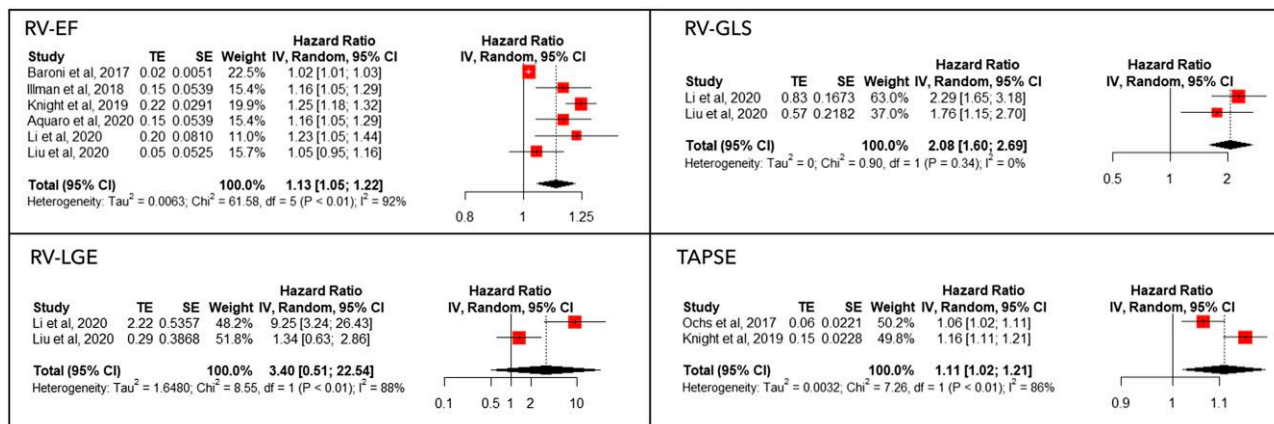 RV-EF
Hazard Ratio Hazard Ratio
Study TE SE Weight IV, Random, 95% CI IV, Random, 95% CI
Baroni et al, 2017 0.02 0.0051 22.5% 1.02 [1.01; 1.03]
Illman et al, 2018 0.15 0.0539 15.4% 1.16 [1.05; 1.29]
Knight et al, 2019 0.22 0.0291 19.9% 1.25 [1.18; 1.32]
Aquaro et al, 2020 0.15 0.0539 15.4% 1.16 [1.05; 1.29]
Li et al, 2020 0.20 0.0810 11.0% 1.23 [1.05; 1.44]
Liu et al, 2020 0.05 0.0525 15.7% 1.05 [0.95; 1.16]
Total (95% CI) 100.0% 1.13 [1.05; 1.22]
Heterogeneity: Tau² = 0.0063; Chi² = 61.58, df = 5 (P < 0.01); I² = 92%
0.8 1 1.25
RV-GLS
Hazard Ratio Hazard Ratio
Study TE SE Weight IV, Random, 95% CI IV, Random, 95% CI
Li et al, 2020 0.83 0.1673 63.0% 2.29 [1.65; 3.18]
Liu et al, 2020 0.57 0.2182 37.0% 1.76 [1.15; 2.70]
Total (95% CI) 100.0% 2.08 [1.60; 2.69]
Heterogeneity: Tau² = 0; Chi² = 0.90, df = 1 (P = 0.34); I² = 0%
0.5 1 2
RV-LGE
Hazard Ratio Hazard Ratio
Study TE SE Weight IV, Random, 95% CI IV, Random, 95% CI
Li et al, 2020 2.22 0.5357 48.2% 9.25 [3.24; 26.43]
Liu et al, 2020 0.29 0.3868 51.8% 1.34 [0.63; 2.86]
Total (95% CI) 100.0% 3.40 [0.51; 22.54]
Heterogeneity: Tau² = 1.6480; Chi² = 8.55, df = 1 (P < 0.01); I² = 88%
0.1 0.5 1 2 10
TAPSE
Hazard Ratio Hazard Ratio
Study TE SE Weight IV, Random, 95% CI IV, Random, 95% CI
Ochs et al, 2017 0.06 0.0221 50.2% 1.06 [1.02; 1.11]
Knight et al, 2019 0.15 0.0228 49.8% 1.16 [1.11; 1.21]
Total (95% CI) 100.0% 1.11 [1.02; 1.21]
Heterogeneity: Tau² = 0.0032; Chi² = 7.26, df = 1 (P < 0.01); I² = 86%
0.9 1 1.1